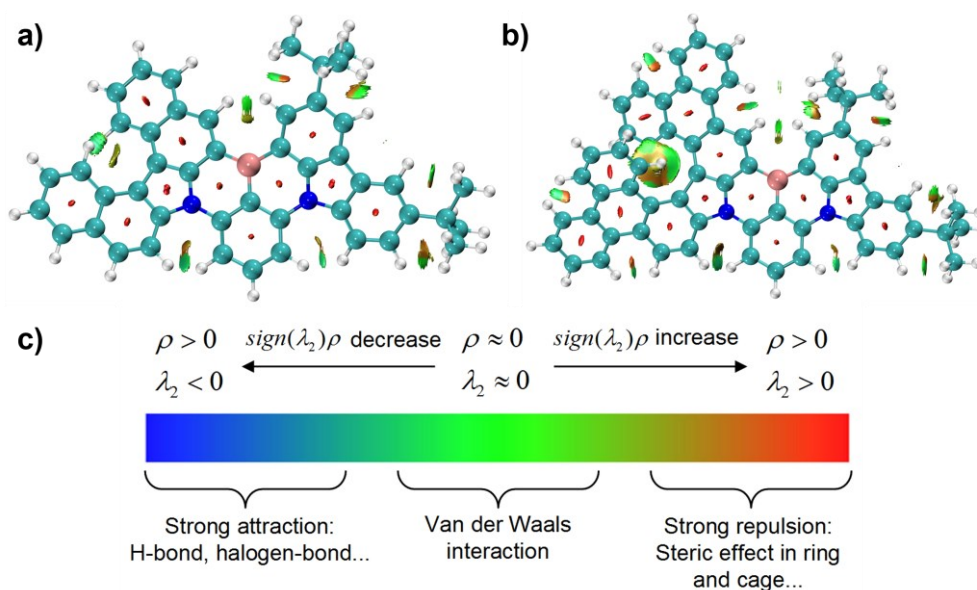 a)
b)
c)
ρ > 0 sign(λ₂)ρ decrease ρ ≈ 0 sign(λ₂)ρ increase ρ > 0
λ₂ < 0 λ₂ ≈ 0 λ₂ > 0
Strong attraction:
H-bond, halogen-bond...
Van der Waals
interaction
Strong repulsion:
Steric effect in ring
and cage...